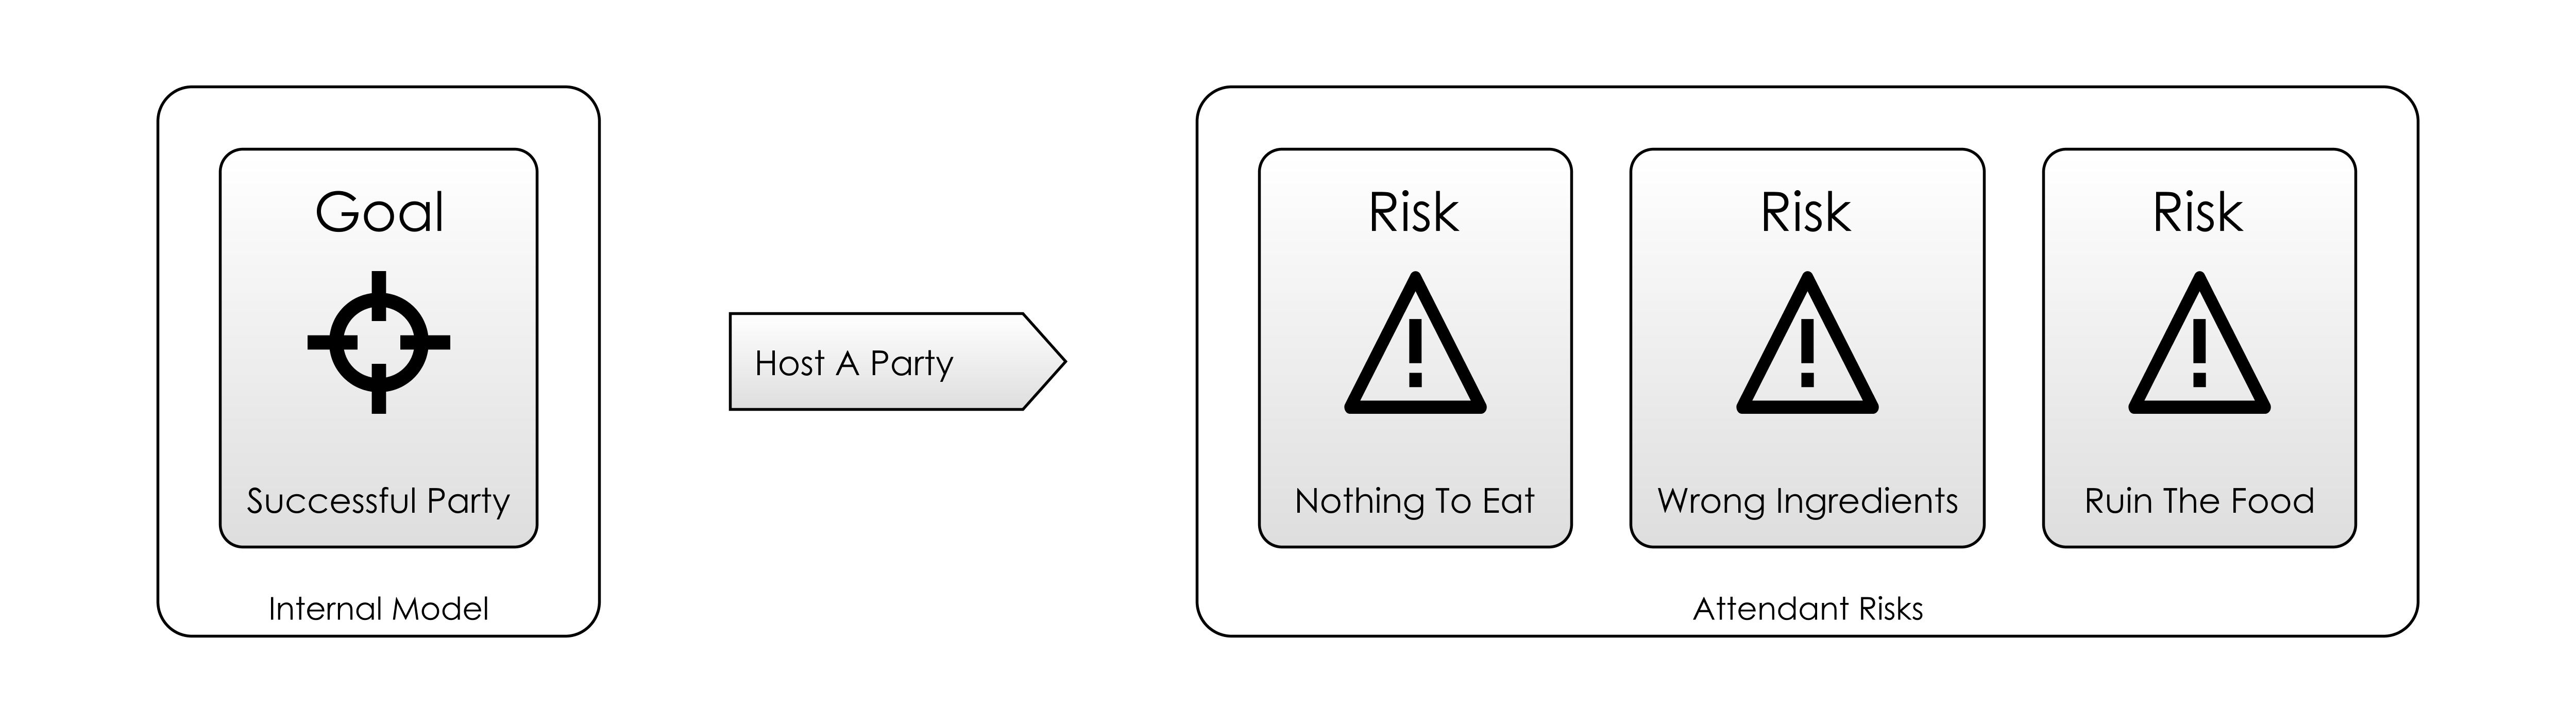 Goal
Successful Party
Internal Model
Host A Party
Risk
Nothing To Eat
Risk
Wrong Ingredients
Risk
Ruin The Food
Attendant Risks